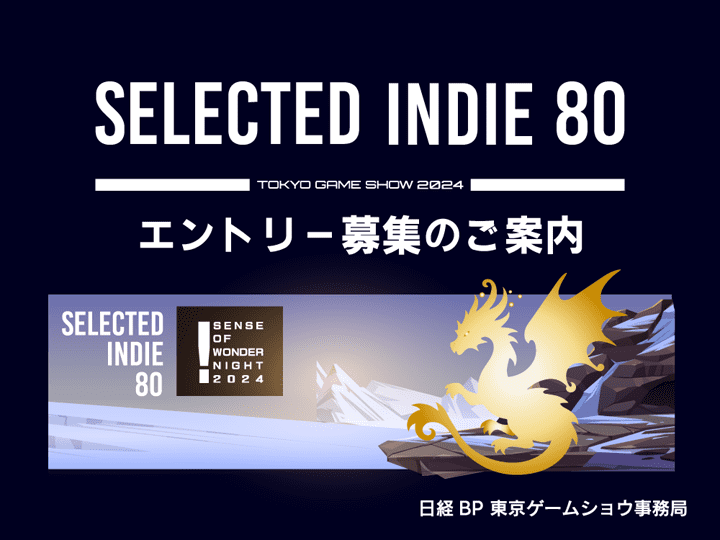 SELECTED INDIE 80
TOKYO GAME SHOW 2024
エントリー募集のご案内
SELECTED
INDIE
80
!
SENSE
OF
WONDER
NIGHT
2024
日経 BP 東京ゲームショウ事務局